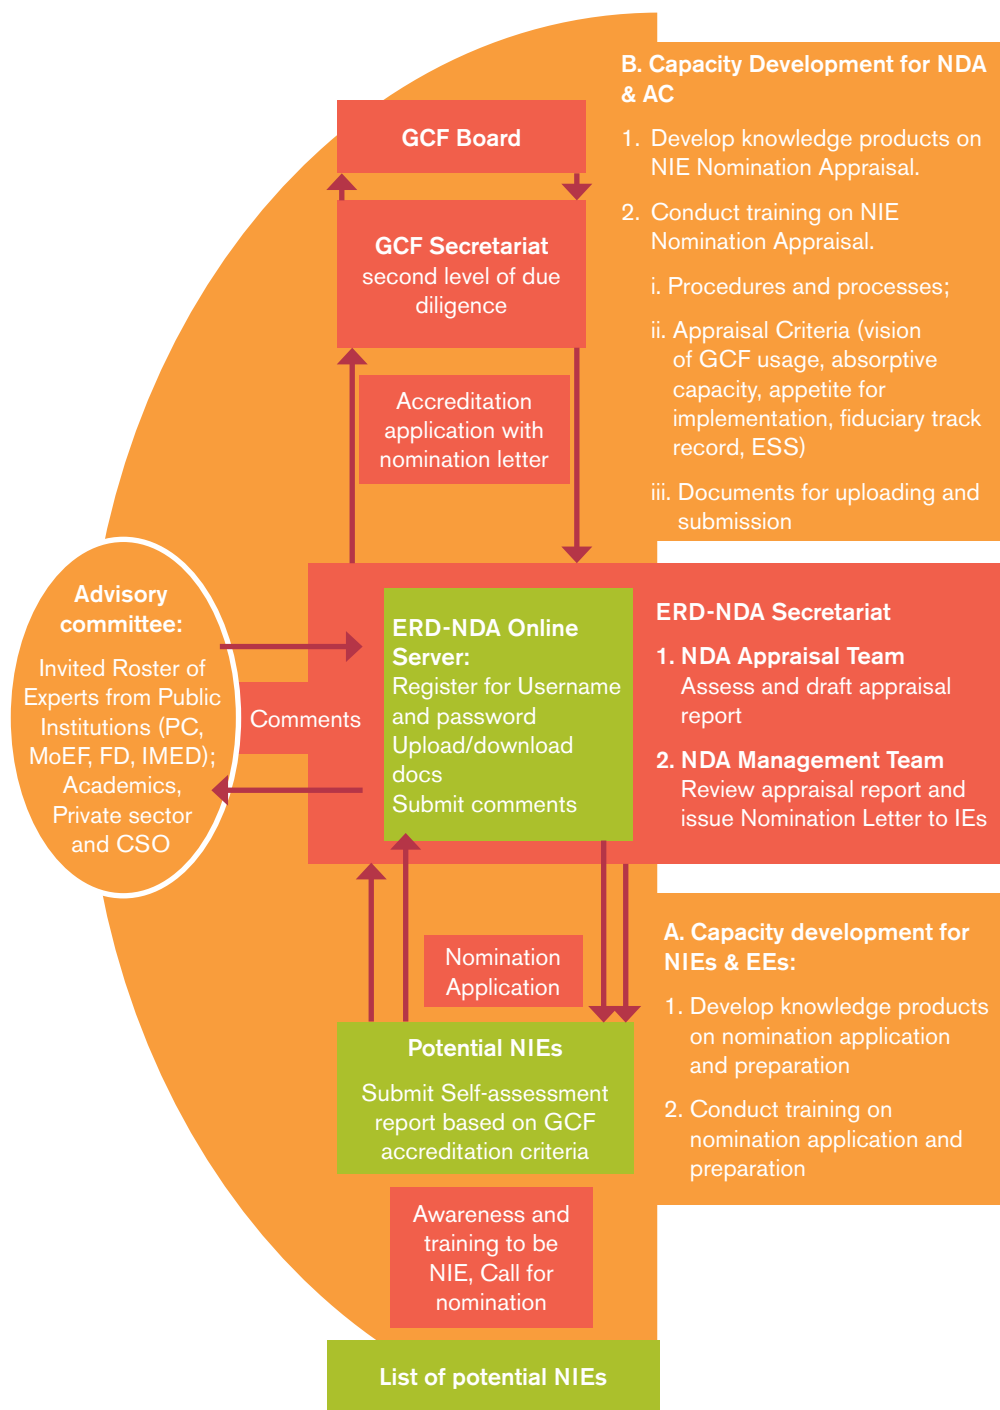 B. Capacity Development for NDA
& AC
1. Develop knowledge products on
NIE Nomination Appraisal.
2. Conduct training on NIE
Nomination Appraisal.
i. Procedures and processes;
ii. Appraisal Criteria (vision
of GCF usage, absorptive
capacity, appetite for
implementation, fiduciary track
record, ESS)
iii. Documents for uploading and
submission
GCF Board
GCF Secretariat
second level of due
diligence
Accreditation
application with
nomination letter
Advisory
committee:
Invited Roster of
Experts from Public
Institutions (PC,
MoEF, FD, IMED);
Academics,
Private sector
and CSO
Comments
ERD-NDA Online
Server:
Register for Username
and password
Upload/download
docs
Submit comments
ERD-NDA Secretariat
1. NDA Appraisal Team
Assess and draft appraisal
report
2. NDA Management Team
Review appraisal report and
issue Nomination Letter to IEs
Nomination
Application
A. Capacity development for
NIEs & EEs:
1. Develop knowledge products
on nomination application
and preparation
2. Conduct training on
nomination application and
preparation
Potential NIEs
Submit Self-assessment
report based on GCF
accreditation criteria
Awareness and
training to be
NIE, Call for
nomination
List of potential NIEs